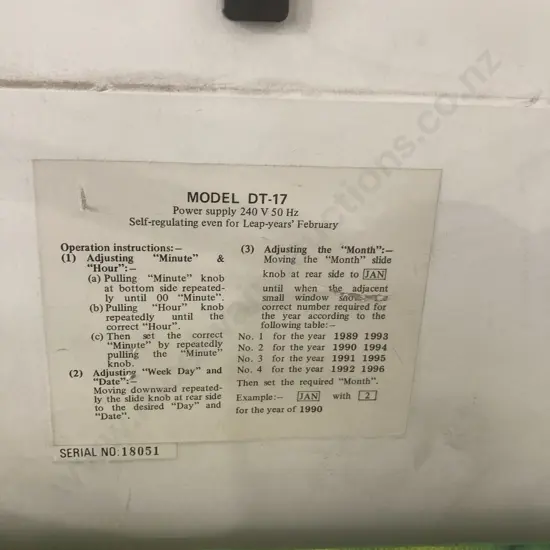 MODEL DT-17
Power supply 240 V 50 Hz
Self-regulating even for Leap-years' February
Operation instructions:—
(1) Adjusting "Minute" &
"Hour":—
(a) Pulling "Minute" knob
at bottom side repeated-
ly until 00 "Minute".
(b) Pulling "Hour" knob
repeatedly until the
correct "Hour".
(c) Then set the correct
"Minute" by repeatedly
pulling the "Minute"
knob.
(2) Adjusting "Week Day" and
"Date":—
Moving downward repeated-
ly the slide knob at rear side
to the desired "Day" and
"Date".
(3) Adjusting the "Month":—
Moving the "Month" slide
knob at rear side to JAN
until when the adjacent
small window
correct number required for
the year according to the
following table:—
No. 1 for the year 1989 1993
No. 2 for the year 1990 1994
No. 3 for the year 1991 1995
No. 4 for the year 1992 1996
Then set the required "Month".
Example:— JAN with 2
for the year of 1990
SERIAL NO: 18051